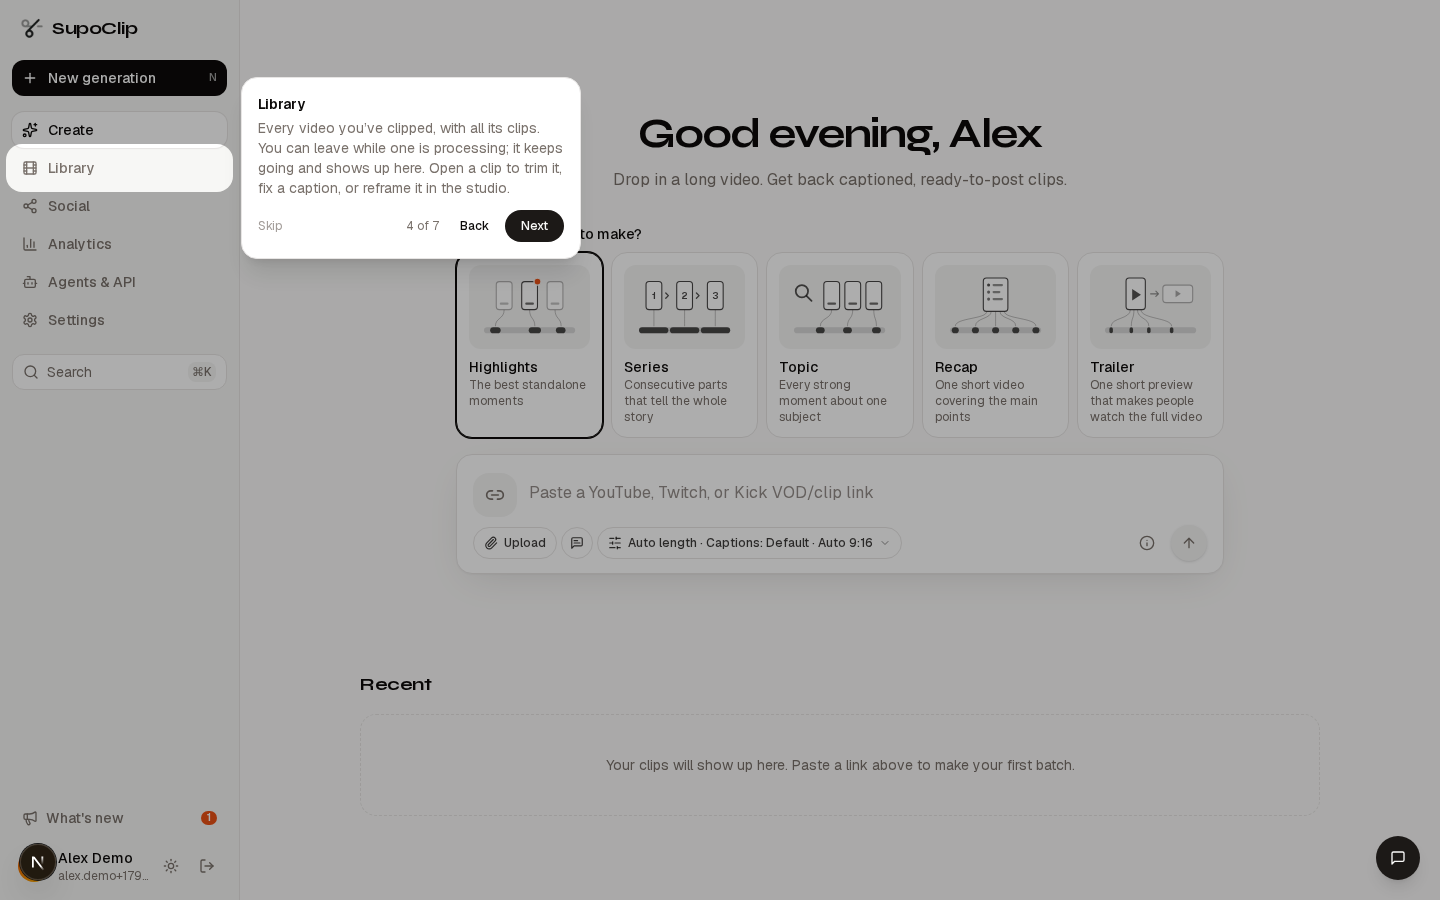 SupoClip
New generation
N
Create
Library
Social
Analytics
Agents & API
Settings
Search
⌘K
Library
Every video you've clipped, with all its clips.
You can leave while one is processing; it keeps
going and shows up here. Open a clip to trim it,
fix a caption, or reframe it in the studio.
Skip
4 of 7
Back
Next
Good evening, Alex
Drop in a long video. Get back captioned, ready-to-post clips.
to make?
1
2
3
Highlights
The best standalone
moments
Series
Consecutive parts
that tell the whole
story
Topic
Every strong
moment about one
subject
Recap
One short video
covering the main
points
Trailer
One short preview
that makes people
watch the full video
Paste a YouTube, Twitch, or Kick VOD/clip link
Upload
Auto length · Captions: Default · Auto 9:16
Recent
Your clips will show up here. Paste a link above to make your first batch.
What's new
1
N
Alex Demo
alex.demo+179...